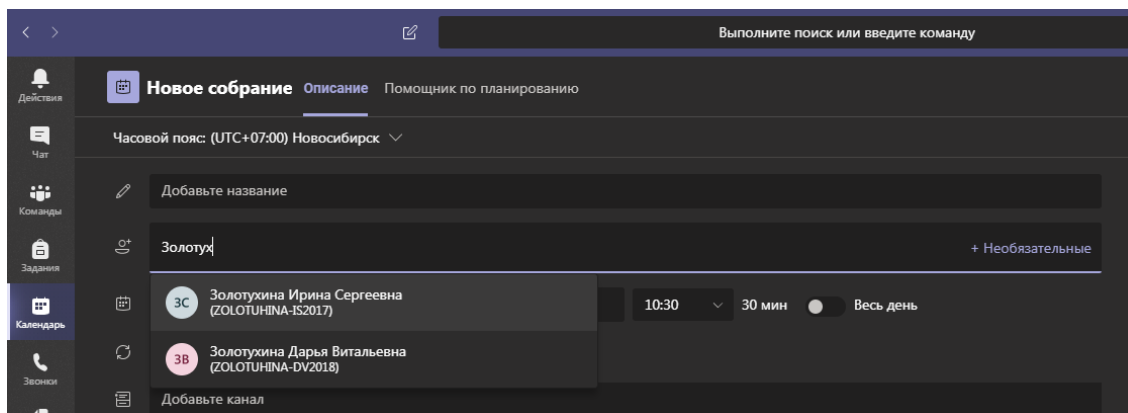 Выполните поиск или введите команду
Действия
Чат
Команды
Задания
Календарь
Звонки
Новое собрание Описание Помощник по планированию
Часовой пояс: (UTC+07:00) Новосибирск
Добавьте название
Золотух
+ Необязательные
ЗС Золотухина Ирина Сергеевна
(ZOLOTUHINA-IS2017)
10:30 30 мин Весь день
ЗВ Золотухина Дарья Витальевна
(ZOLOTUHINA-DV2018)
Добавьте канал